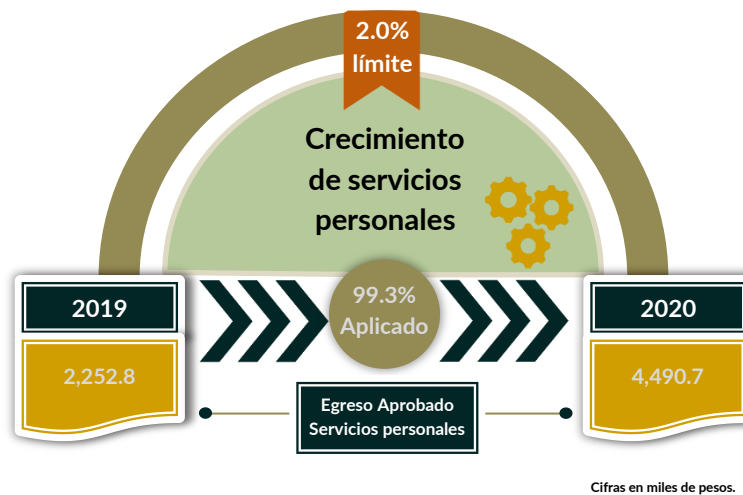 2.0%
límite
Crecimiento
de servicios
personales
99.3%
Aplicado
2019
2020
2,252.8
4,490.7
Egreso Aprobado
Servicios personales
Cifras en miles de pesos.